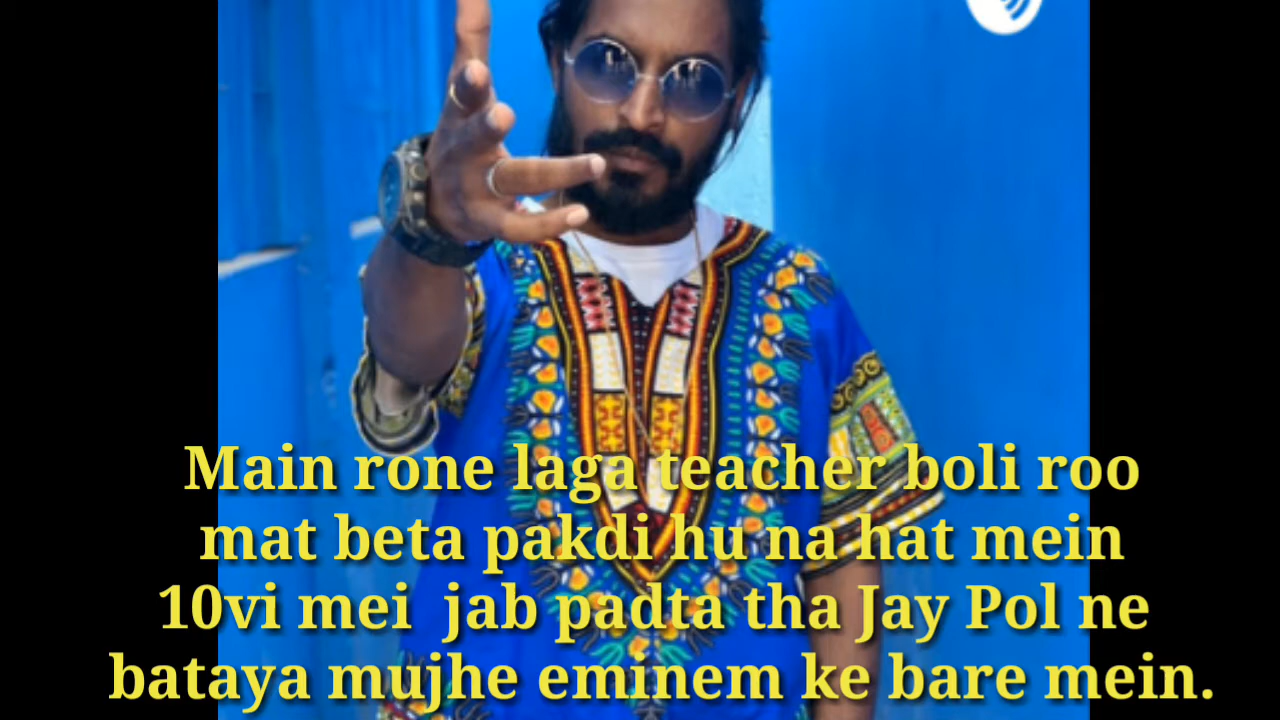 Main rone laga teacher boli roo
mat beta pakdi hu na hat mein
10vi mei  jab padta tha Jay Pol ne
bataya mujhe eminem ke bare mein.